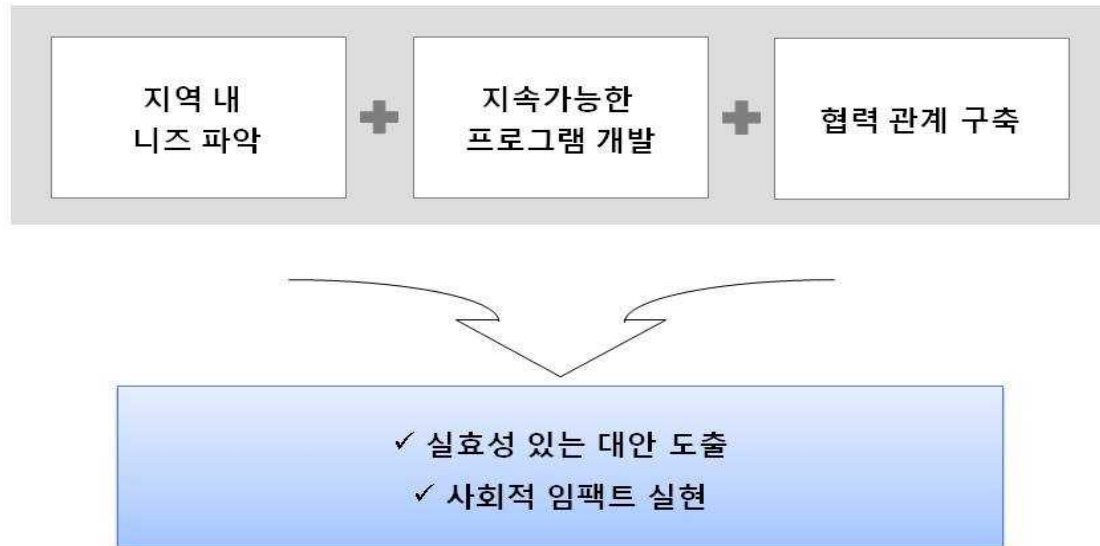 지역 내
니즈 파악
지속가능한
프로그램 개발
협력 관계 구축
✓ 실효성 있는 대안 도출
✓ 사회적 임팩트 실현